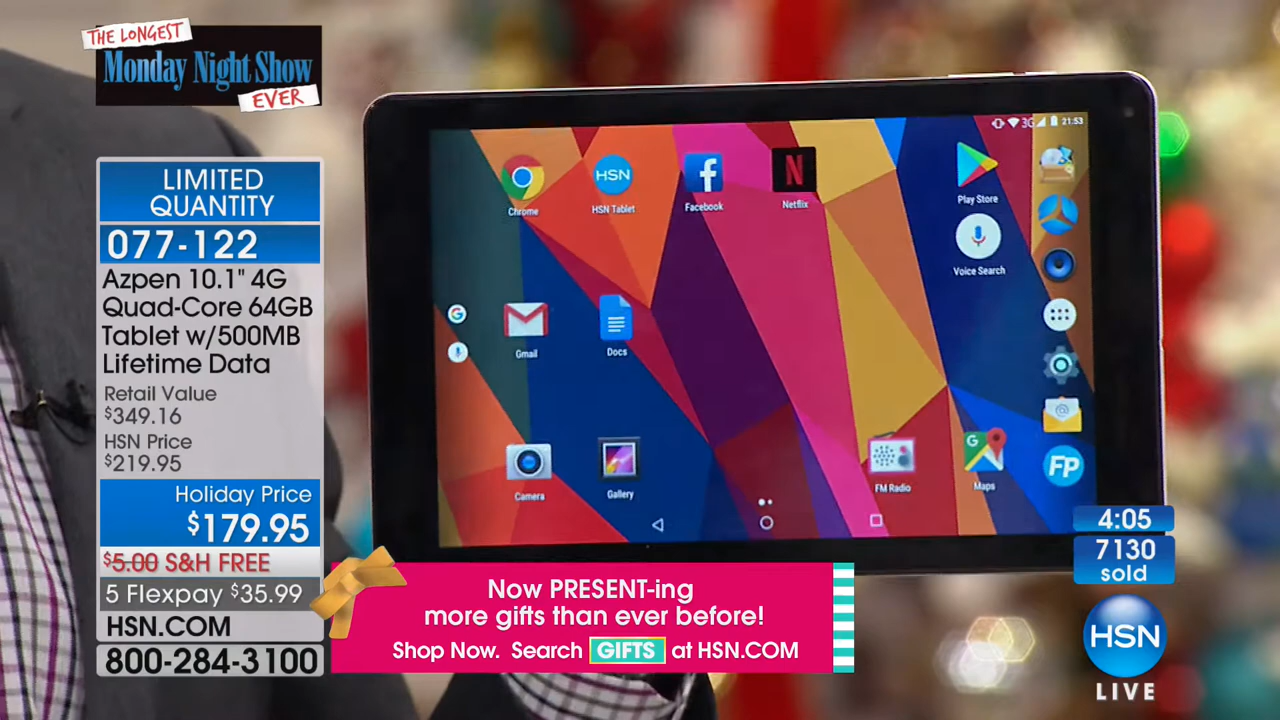 THE LONGEST
Monday Night Show
EVER
LIMITED
QUANTITY
077-122
Azpen 10.1" 4G
Quad-Core 64GB
Tablet w/500MB
Lifetime Data
Retail Value
$349.16
HSN Price
$219.95
Holiday Price
$179.95
$5.00 S&H FREE
5 Flexpay $35.99
HSN.COM
800-284-3100
3G 21:53
Chrome
HSN
HSN Tablet
f
Facebook
N
Netflix
Play Store
Voice Search
G
Gmail
Docs
Camera
Gallery
FM Radio
G
Maps
@
FP
Now PRESENT-ing
more gifts than ever before!
Shop Now. Search GIFTS at HSN.COM
4:05
7130
sold
HSN
LIVE